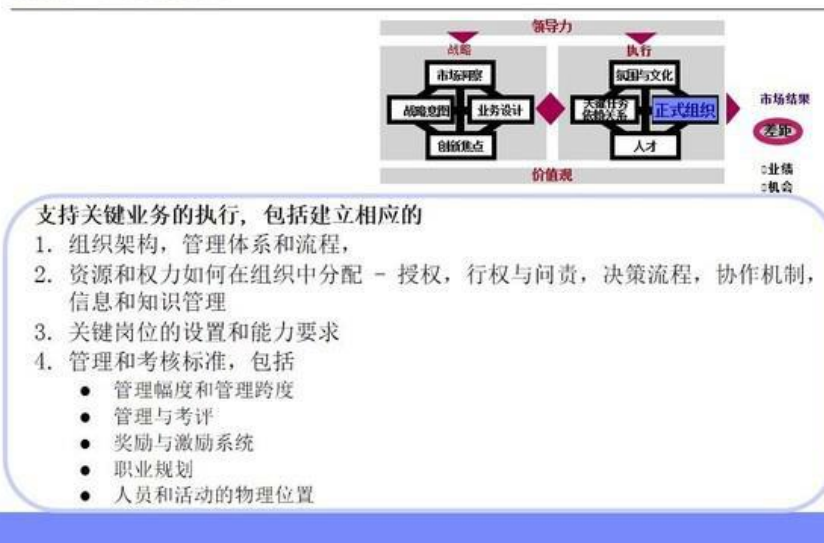 领导力
战略
执行
市场洞察
氛围与文化
战略意图
业务设计
关键任务
依赖关系
正式组织
市场结果
差距
创新焦点
人才
业绩
价值观
机会
支持关键业务的执行, 包括建立相应的
1. 组织架构, 管理体系和流程,
2. 资源和权力如何在组织中分配 - 授权, 行权与问责, 决策流程, 协作机制,
信息和知识管理
3. 关键岗位的设置和能力要求
4. 管理和考核标准, 包括
● 管理幅度和管理跨度
● 管理与考评
● 奖励与激励系统
● 职业规划
● 人员和活动的物理位置